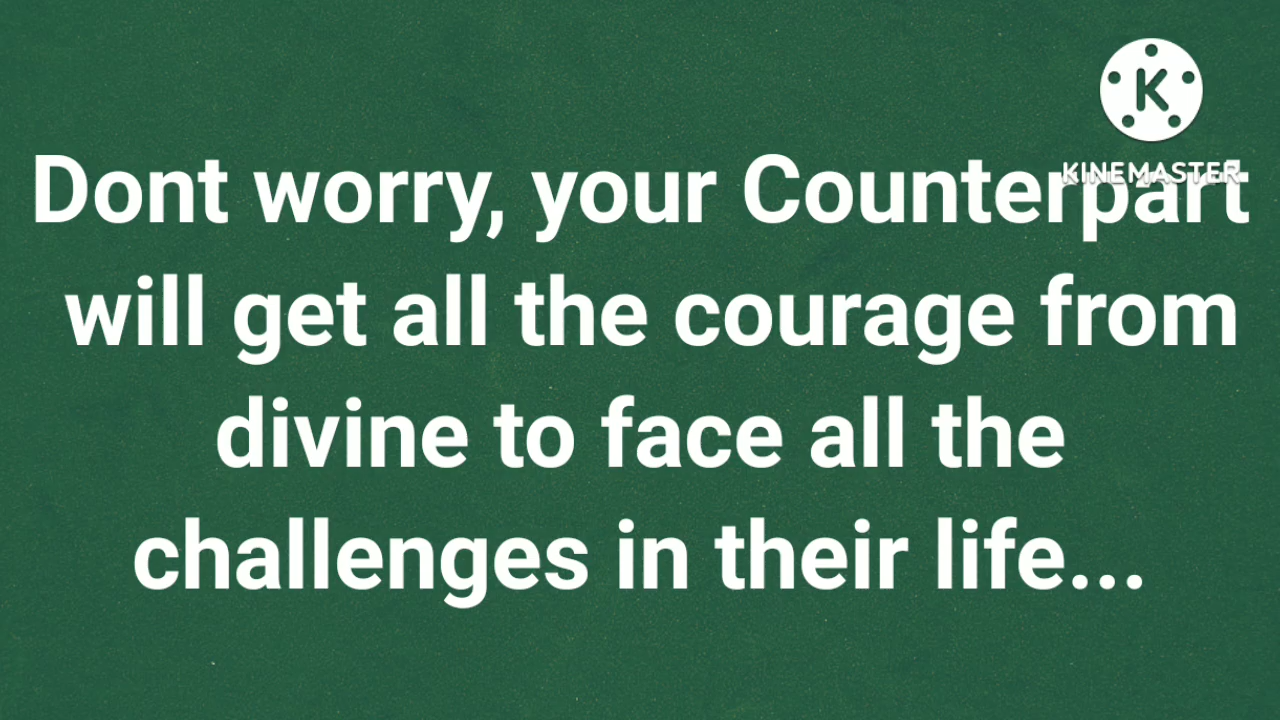 K
KINEMASTER
Dont worry, your Counterpart
will get all the courage from
divine to face all the
challenges in their life...